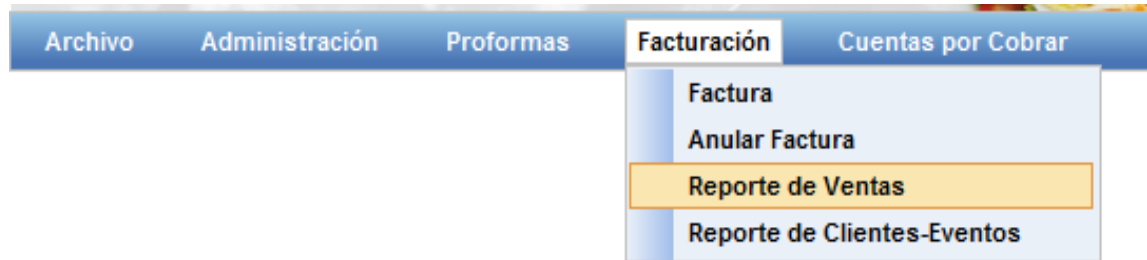 Archivo Administración Proformas Facturación Cuentas por Cobrar
Factura
Anular Factura
Reporte de Ventas
Reporte de Clientes-Eventos